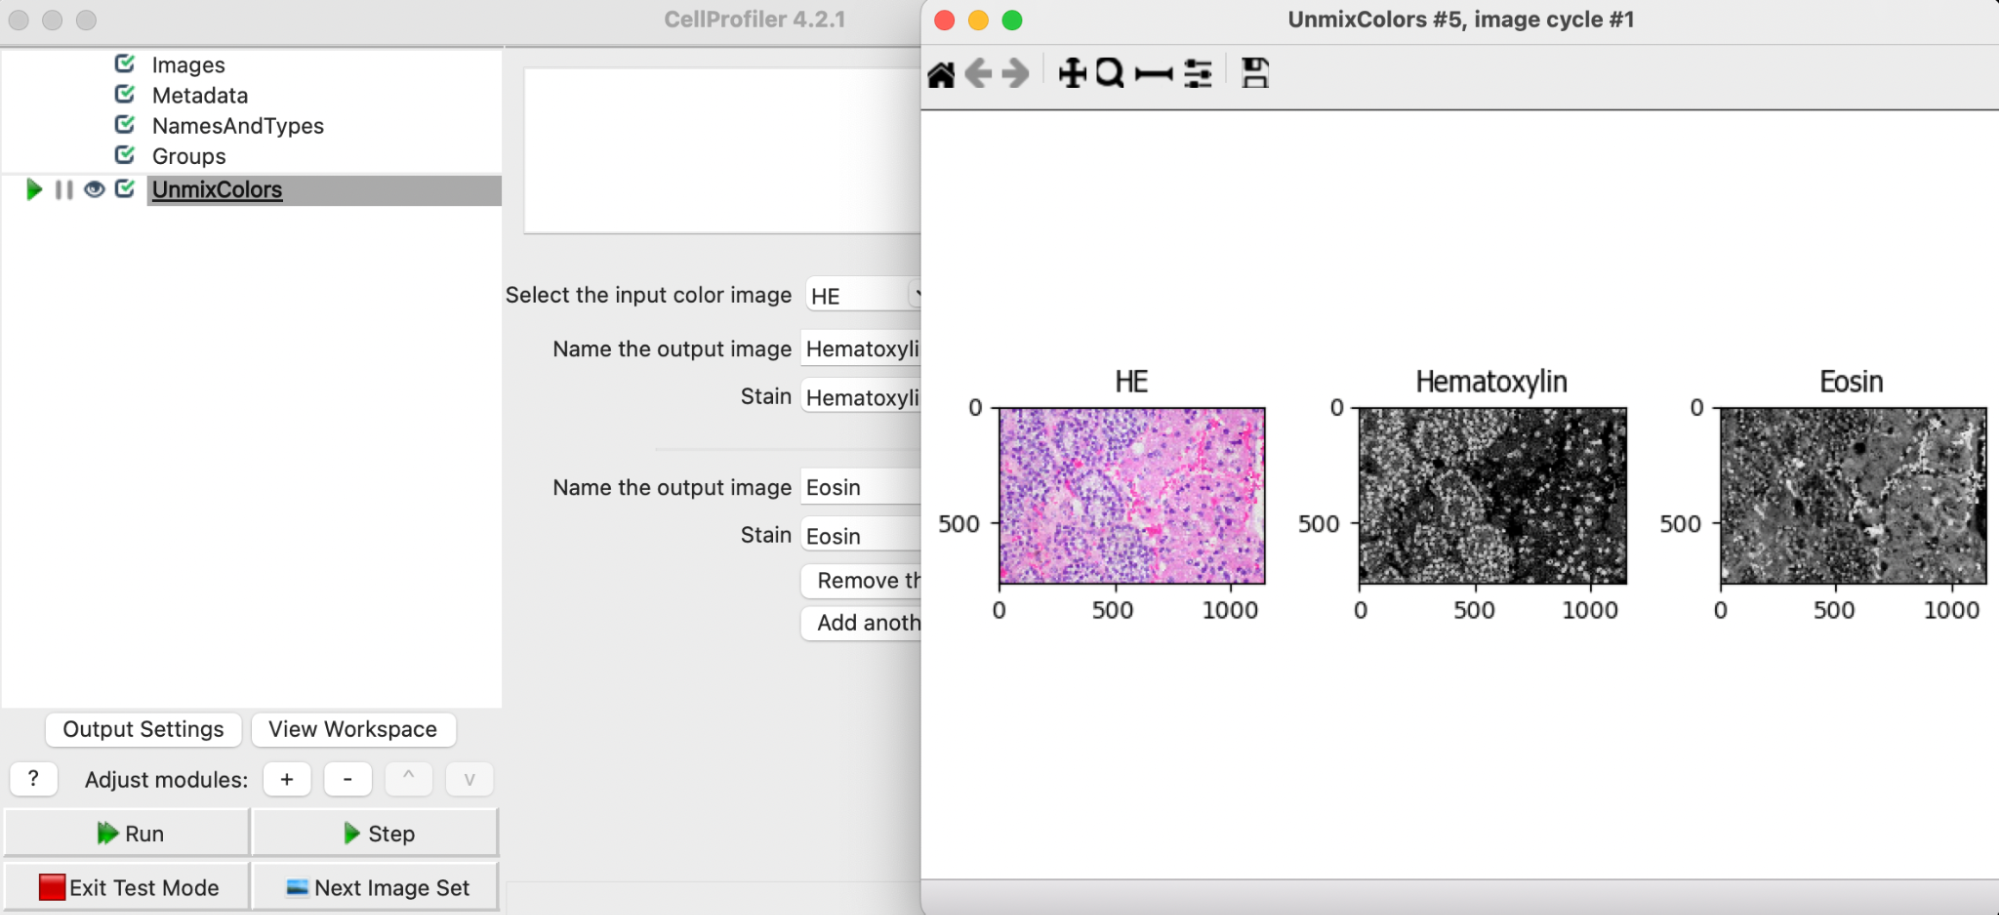 CellProfiler 4.2.1
Images
Metadata
NamesAndTypes
Groups
UnmixColors
Output Settings
View Workspace
?
Adjust modules:
+
-
^
v
Run
Step
Exit Test Mode
Next Image Set
Select the input color image
HE
Name the output image
Hematoxyli
Stain
Hematoxyli
Name the output image
Eosin
Stain
Eosin
Remove th
Add anoth
UnmixColors #5, image cycle #1
HE
0
500
0
500
1000
Hematoxylin
0
500
0
500
1000
Eosin
0
500
0
500
1000